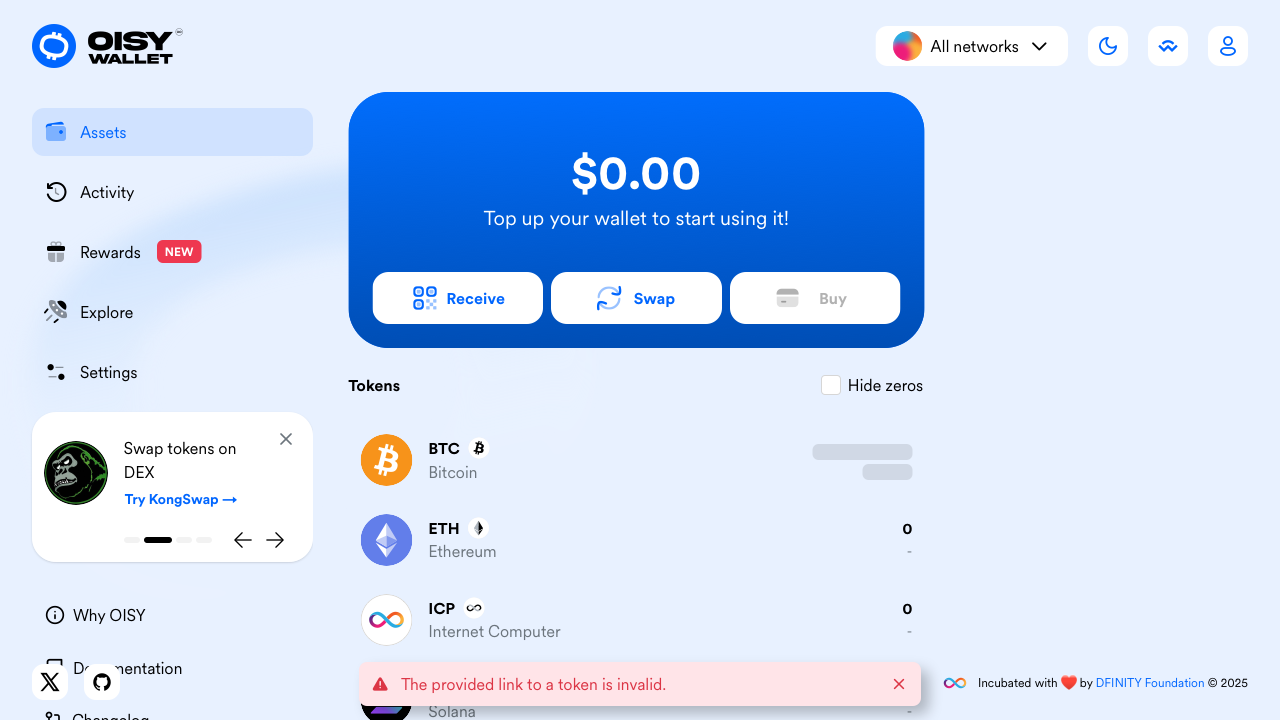 OISY
WALLET
All networks
Assets
Activity
Rewards NEW
Explore
Settings
Swap tokens on
DEX
Try KongSwap →
Why OISY
Documentation
Changelog
$0.00
Top up your wallet to start using it!
Receive
Swap
Buy
Tokens
Hide zeros
BTC
Bitcoin
ETH
0
Ethereum
-
ICP
0
Internet Computer
-
Solana
-
The provided link to a token is invalid.
Incubated with ❤️ by DFINITY Foundation © 2025